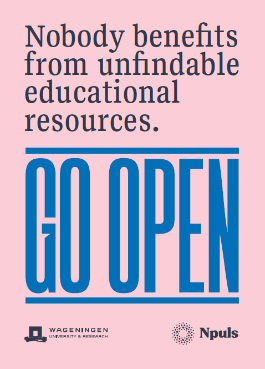 Nobody benefits
from unfindable
educational
resources.
GO OPEN
WAGENINGEN
UNIVERSITY & RESEARCH
Npuls